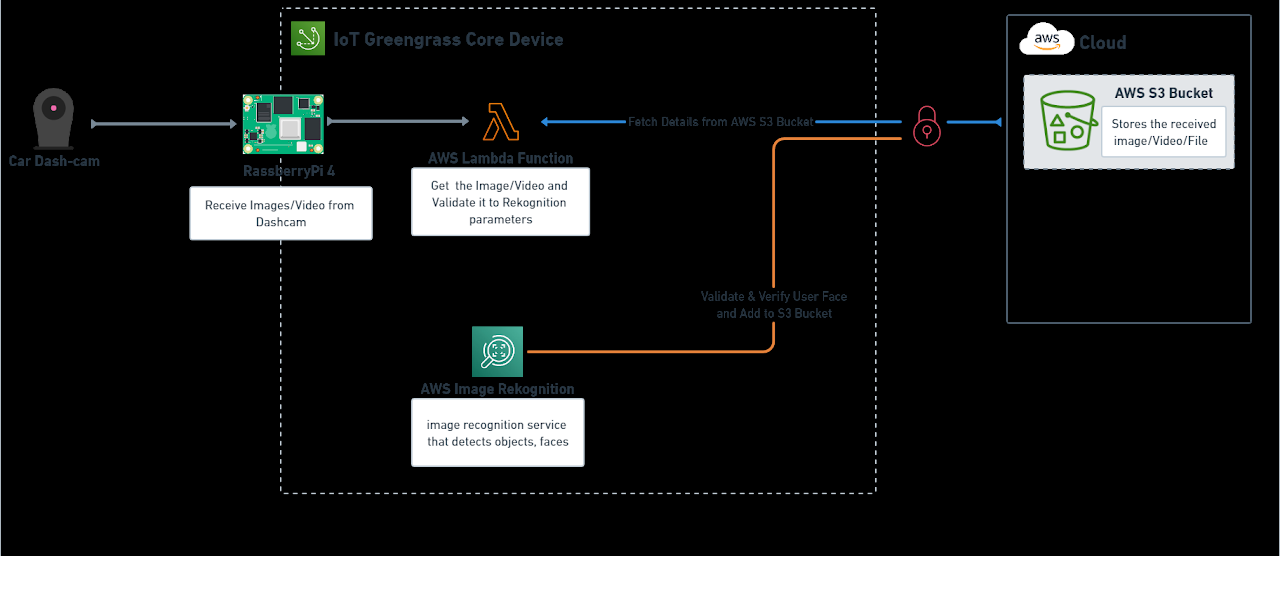 IoT Greengrass Core Device
aws
Cloud
AWS S3 Bucket
Stores the received
image/Video/File
Car Dash-cam
RassberryPi 4
Receive Images/Video from
Dashcam
AWS Lambda Function
Get the Image/Video and
Validate it to Rekognition
parameters
Fetch Details from AWS S3 Bucket
Validate & Verify User Face
and Add to S3 Bucket
AWS Image Rekognition
image recognition service
that detects objects, faces